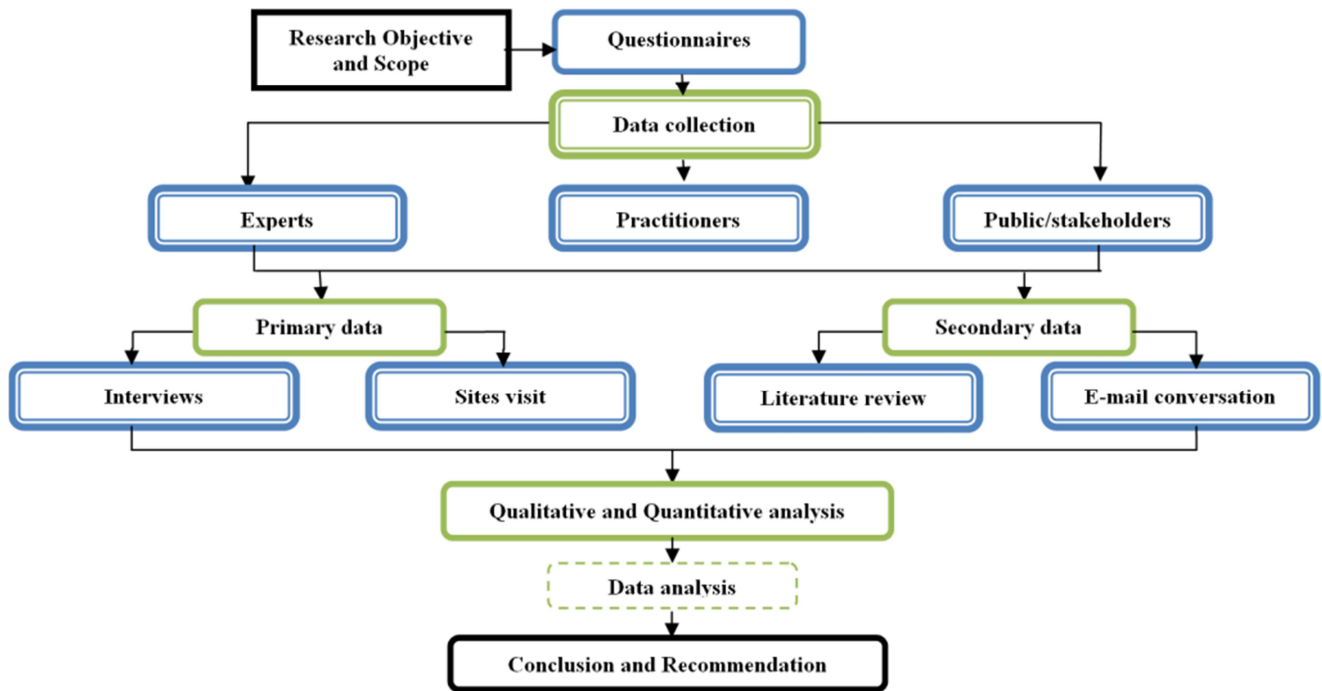 Research Objective
and Scope
Questionnaires
Data collection
Experts
Practitioners
Public/stakeholders
Primary data
Secondary data
Interviews
Sites visit
Literature review
E-mail conversation
Qualitative and Quantitative analysis
Data analysis
Conclusion and Recommendation